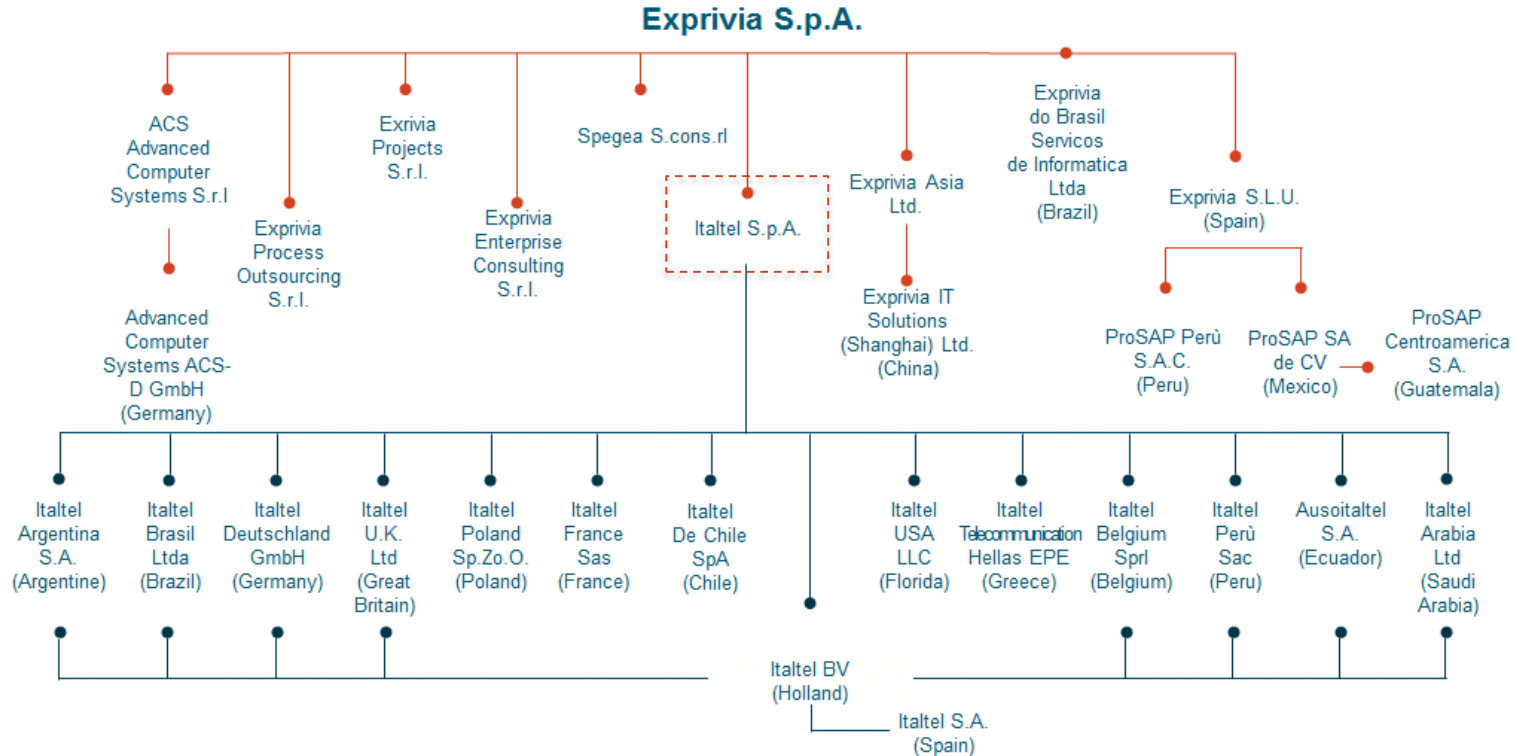 Exprivia S.p.A.
ACS
Advanced
Computer
Systems S.r.l
Exprivia
Process
Outsourcing
S.r.l.
Exrivia
Projects
S.r.l.
Exprivia
Enterprise
Consulting
S.r.l.
Spegea S.cons.rl
Italtel S.p.A.
Exprivia Asia
Ltd.
Exprivia
do Brasil
Servicos
de Informatica
Ltda
(Brazil)
Exprivia S.L.U.
(Spain)
Advanced
Computer
Systems ACS-
D GmbH
(Germany)
Exprivia IT
Solutions
(Shanghai) Ltd.
(China)
ProSAP Perù
S.A.C.
(Peru)
ProSAP SA
de CV
(Mexico)
ProSAP
Centroamerica
S.A.
(Guatemala)
Italtel
Argentina
S.A.
(Argentine)
Italtel
Brasil
Ltda
(Brazil)
Italtel
Deutschland
GmbH
(Germany)
Italtel
U.K.
Ltd
(Great
Britain)
Italtel
Poland
Sp.Zo.O.
(Poland)
Italtel
France
Sas
(France)
Italtel
De Chile
SpA
(Chile)
Italtel
USA
LLC
(Florida)
Italtel
Telecommunication
Hellas EPE
(Greece)
Italtel
Belgium
Sprl
(Belgium)
Italtel
Perù
Sac
(Peru)
Ausoitaltel
S.A.
(Ecuador)
Italtel
Arabia
Ltd
(Saudi
Arabia)
Italtel BV
(Holland)
Italtel S.A.
(Spain)